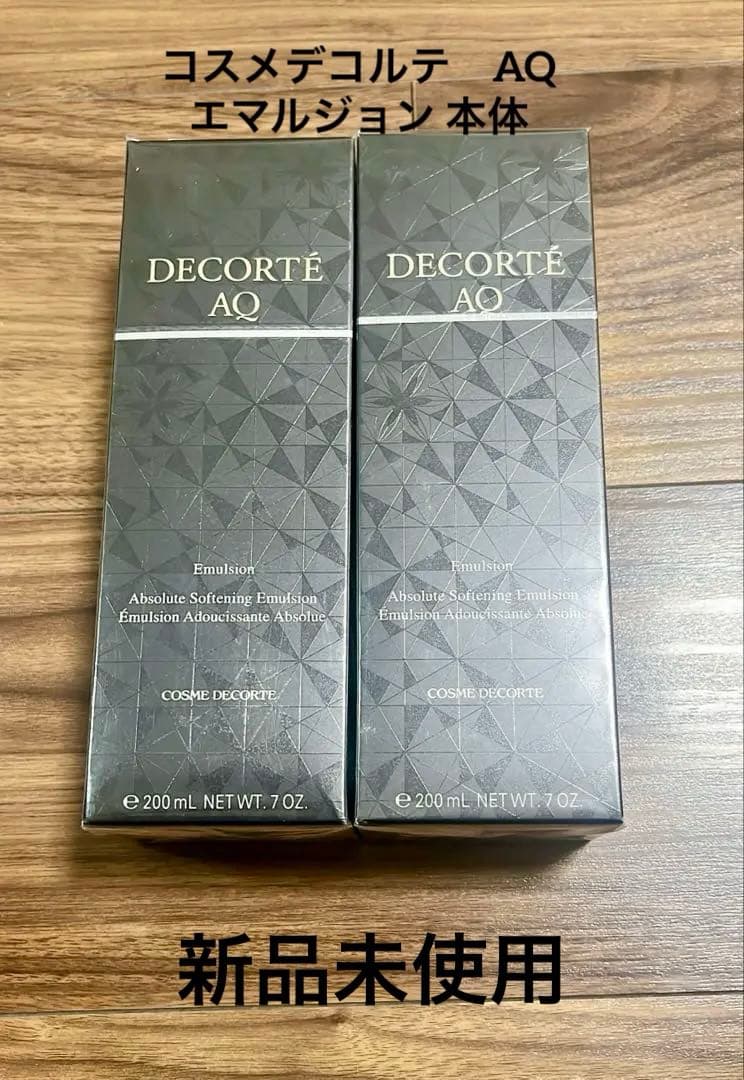 コスメデコルテ　AQ
エマルジョン 本体
DECORTÉ
AQ
Emulsion
Absolute Softening Emulsion
Émulsion Adoucissante Absolue
COSME DECORTE
℮ 200 mL NET WT. 7 OZ.
DECORTÉ
AQ
Emulsion
Absolute Softening Emulsion
Émulsion Adoucissante Absolue
COSME DECORTE
℮ 200 mL NET WT. 7 OZ.
新品未使用